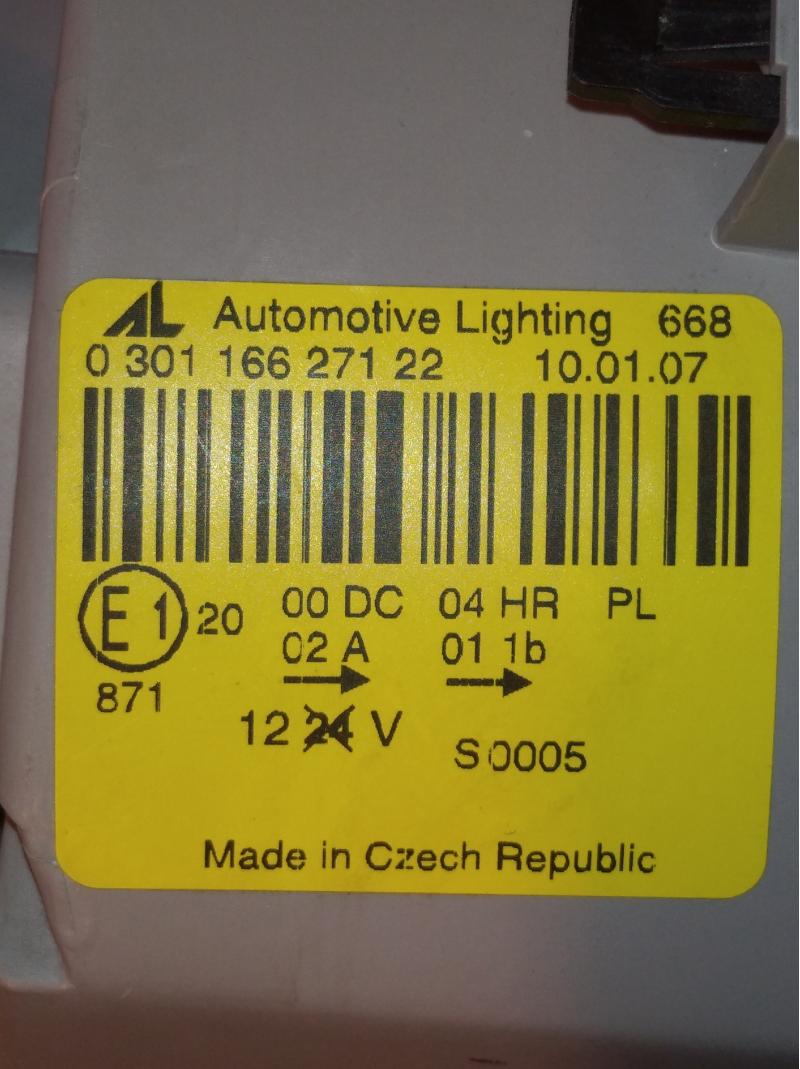 AL Automotive Lighting 668
0 301 166 271 22 10.01.07
E1 20 00 DC 04 HR PL
02 A 01 1b
871
12 24 V
S0005
Made in Czech Republic